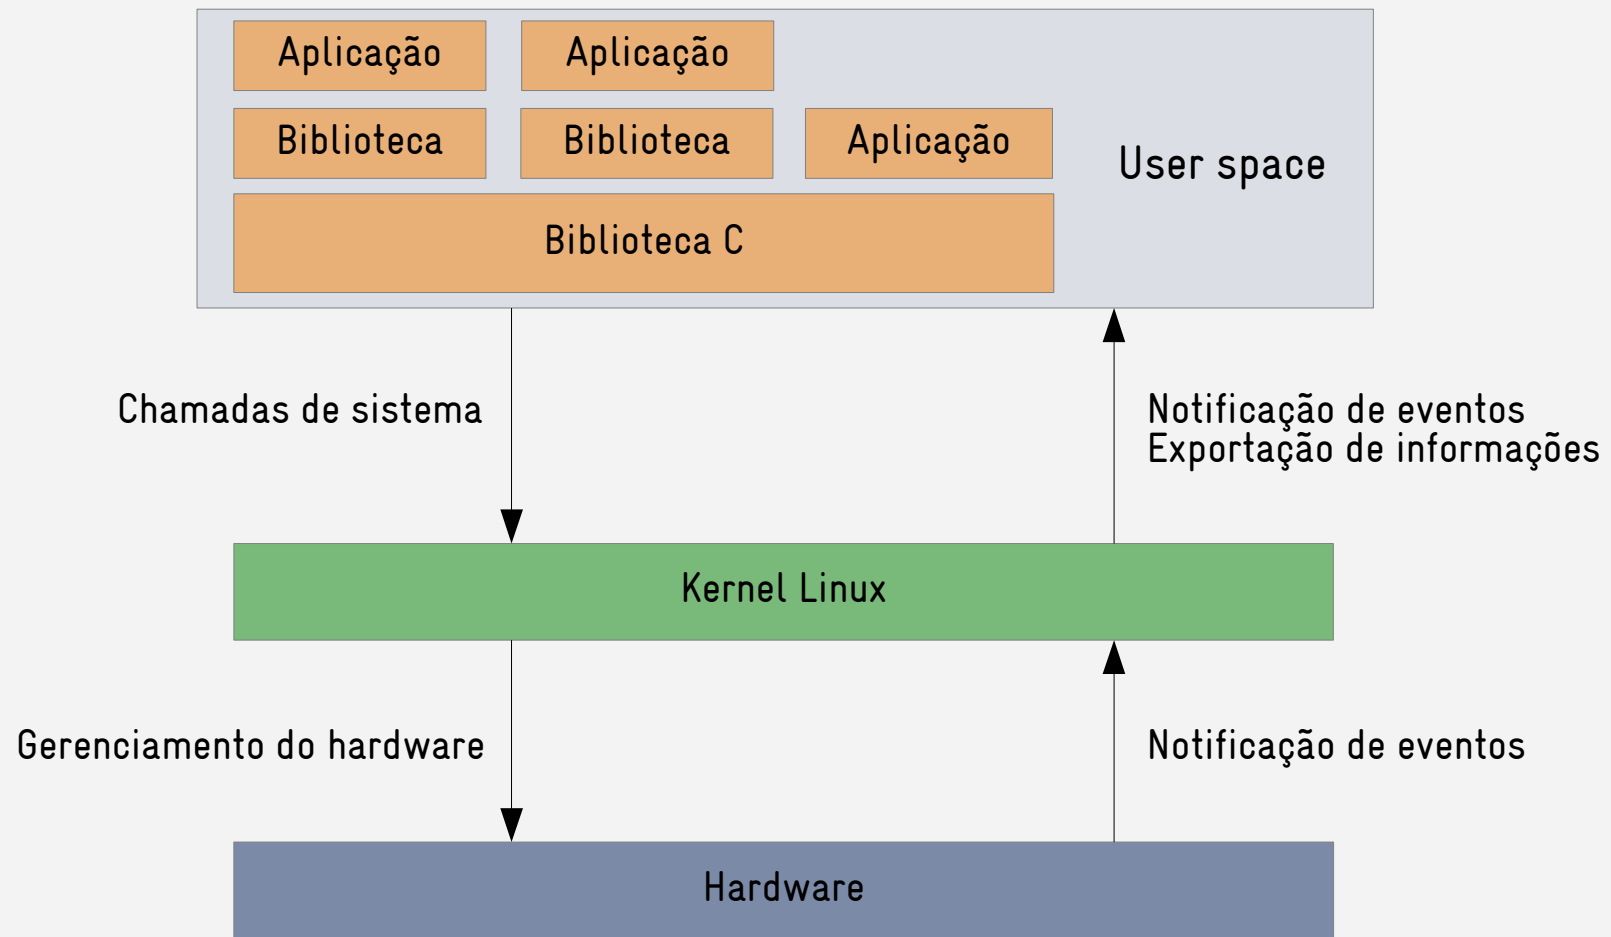 Aplicação
Aplicação
Biblioteca
Biblioteca
Aplicação
User space
Biblioteca C
Chamadas de sistema
Notificação de eventos
Exportação de informações
Kernel Linux
Gerenciamento do hardware
Notificação de eventos
Hardware